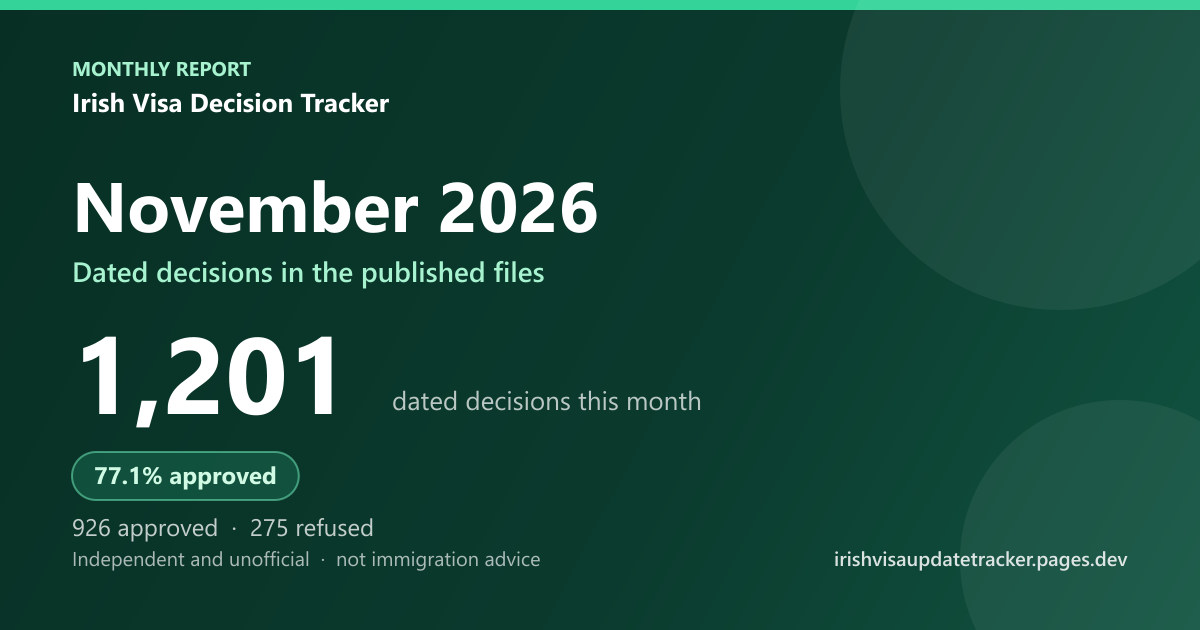 MONTHLY REPORT
Irish Visa Decision Tracker
November 2026
Dated decisions in the published files
1,201 dated decisions this month
77.1% approved
926 approved · 275 refused
Independent and unofficial · not immigration advice
irishvisaupdatetracker.pages.dev